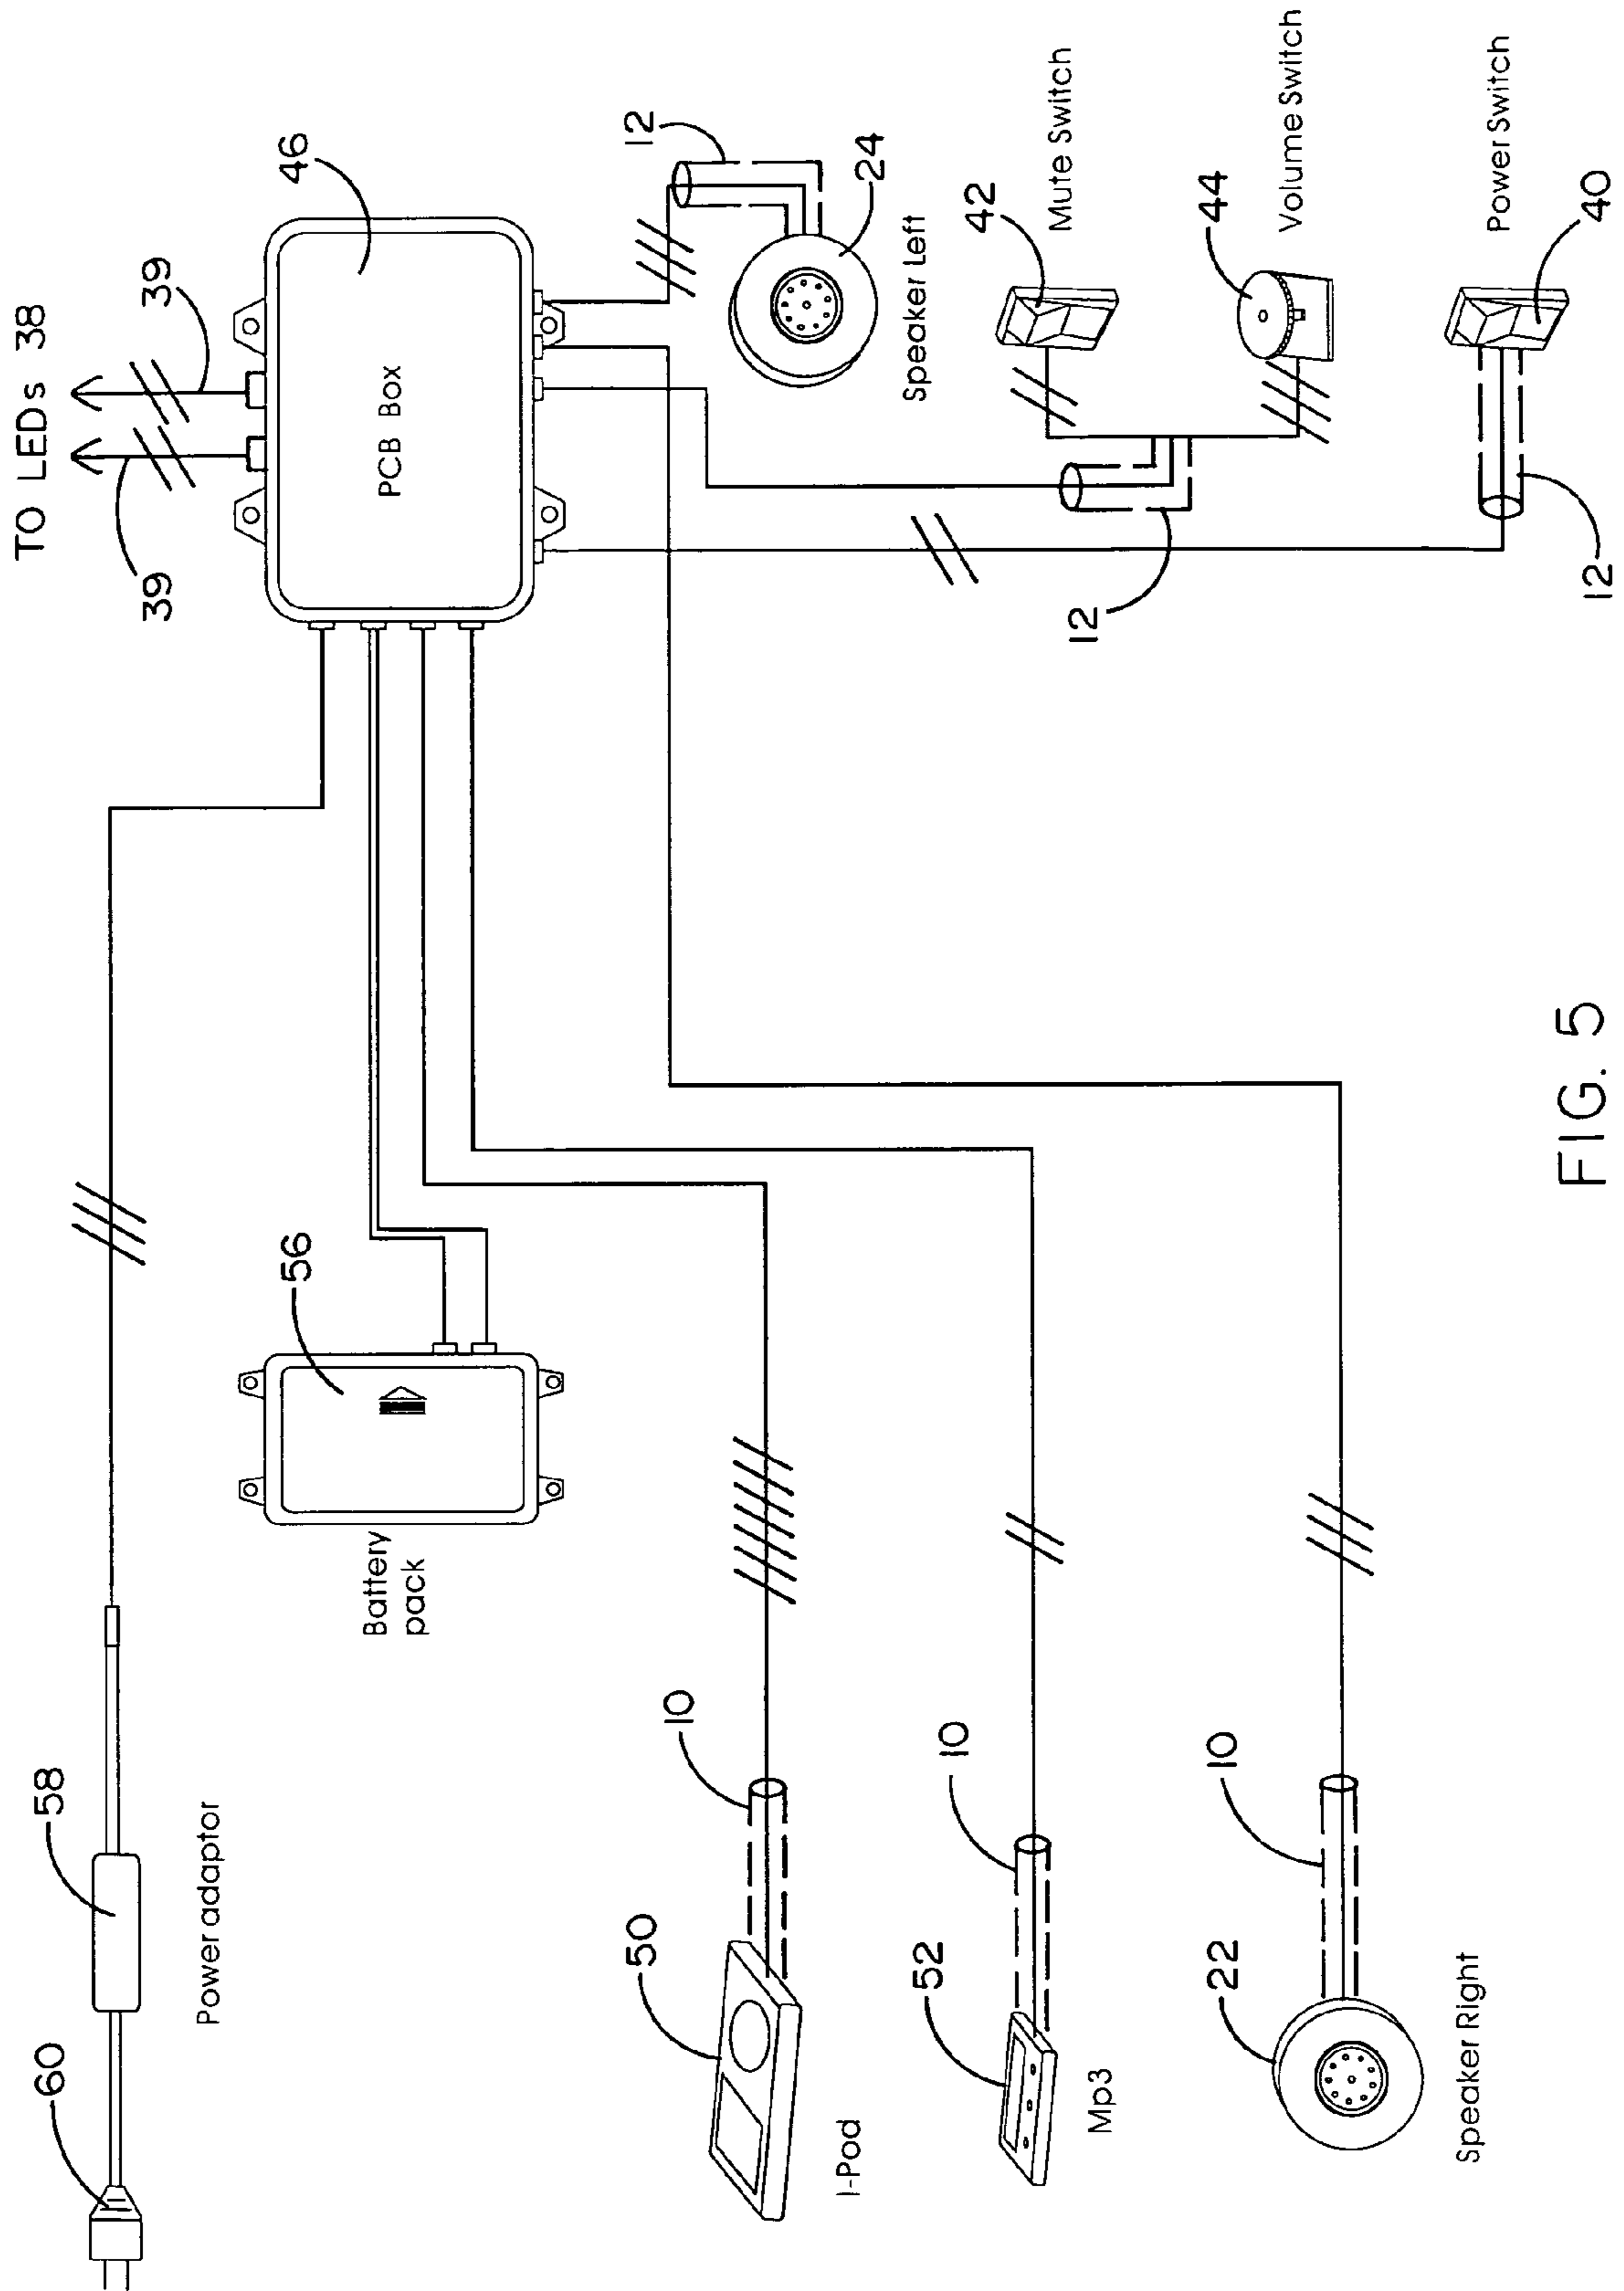 TO LEDs 38
39
39
46
PCB Box
12
24
Speaker Left
42
Mute Switch
44
Volume Switch
12
Power Switch
40
12
60
58
Power adaptor
56
Battery
pack
50
10
I-Pod
52
10
Mp3
22
10
Speaker Right
FIG. 5